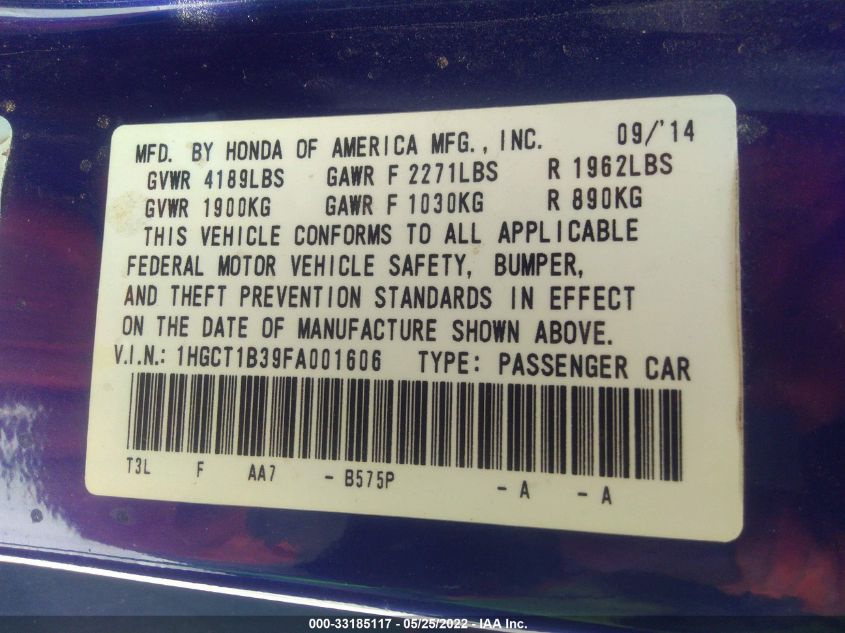 MFD. BY HONDA OF AMERICA MFG., INC. 09/'14
GVWR 4189LBS GAWR F 2271LBS R 1962LBS
GVWR 1900KG GAWR F 1030KG R 890KG
THIS VEHICLE CONFORMS TO ALL APPLICABLE
FEDERAL MOTOR VEHICLE SAFETY, BUMPER,
AND THEFT PREVENTION STANDARDS IN EFFECT
ON THE DATE OF MANUFACTURE SHOWN ABOVE.
V.I.N.: 1HGCT1B39FA001606 TYPE: PASSENGER CAR
T3L F AA7 - B575P - A - A
000-33185117 - 05/25/2022 - IAA Inc.